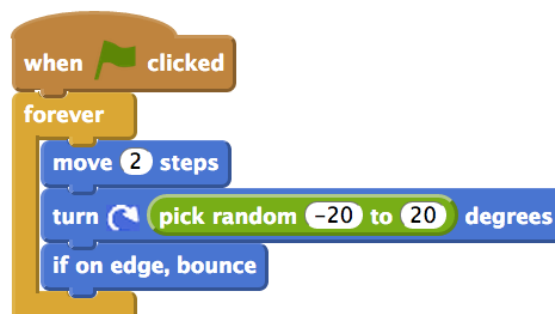 when clicked
forever
move 2 steps
turn pick random -20 to 20 degrees
if on edge, bounce